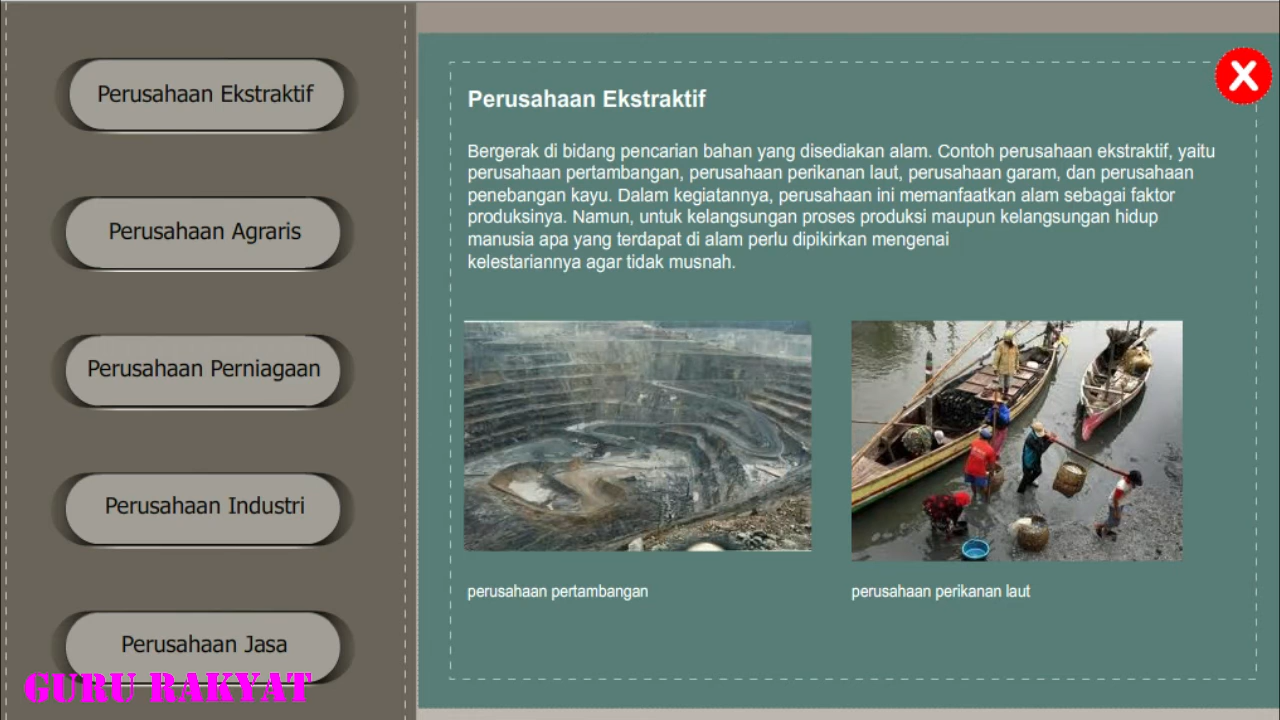 Perusahaan Ekstraktif
Perusahaan Agraris
Perusahaan Perniagaan
Perusahaan Industri
Perusahaan Jasa
GURU RAKYAT
Perusahaan Ekstraktif
Bergerak di bidang pencarian bahan yang disediakan alam. Contoh perusahaan ekstraktif, yaitu
perusahaan pertambangan, perusahaan perikanan laut, perusahaan garam, dan perusahaan
penebangan kayu. Dalam kegiatannya, perusahaan ini memanfaatkan alam sebagai faktor
produksinya. Namun, untuk kelangsungan proses produksi maupun kelangsungan hidup
manusia apa yang terdapat di alam perlu dipikirkan mengenai
kelestariannya agar tidak musnah.
perusahaan pertambangan
perusahaan perikanan laut